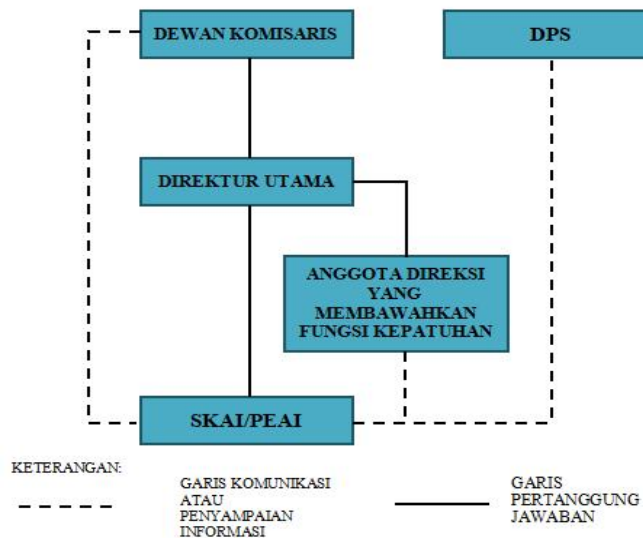 DEWAN KOMISARIS
DPS
DIREKTUR UTAMA
ANGGOTA DIREKSI
YANG
MEMBAWAHKAN
FUNGSI KEPATUHAN
SKAI/PEAI
KETERANGAN:
GARIS KOMUNIKASI
ATAU
PENYAMPAIAN
INFORMASI
GARIS
PERTANGGUNG
JAWABAN